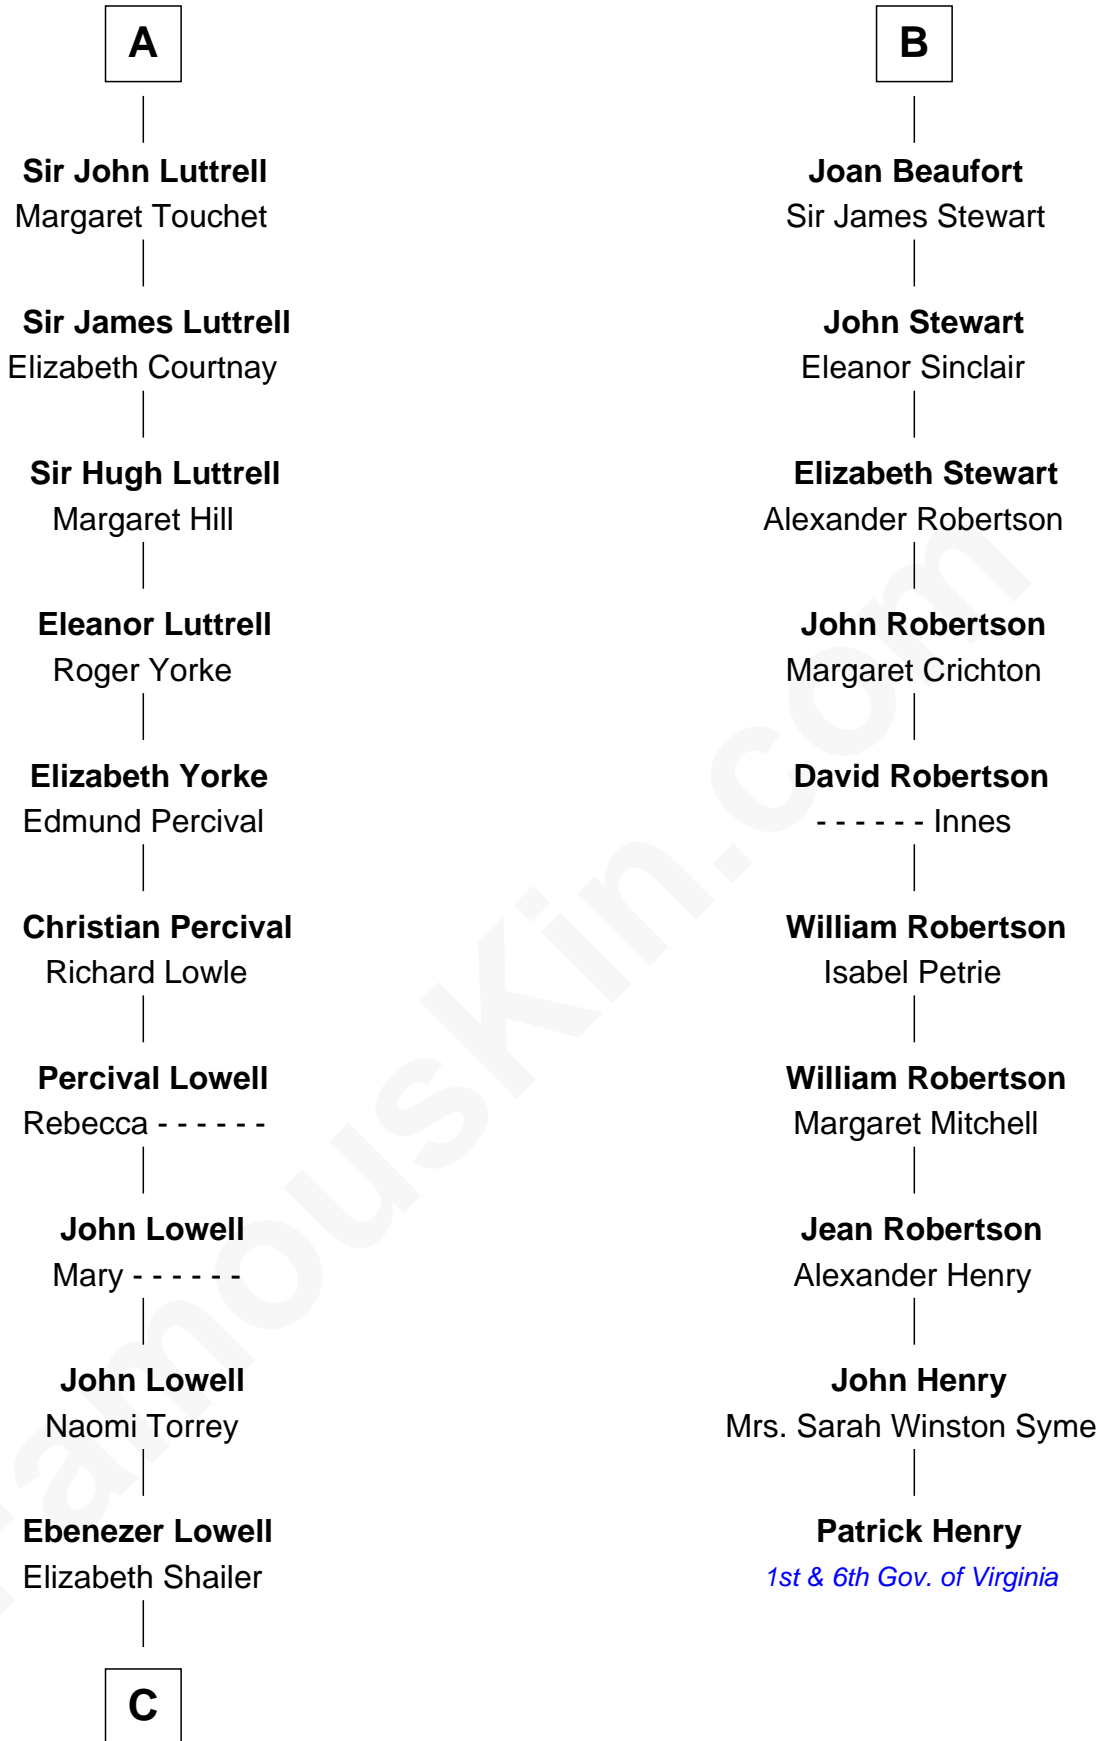 A
Sir John Luttrell
Margaret Touchet
Sir James Luttrell
Elizabeth Courtnay
Sir Hugh Luttrell
Margaret Hill
Eleanor Luttrell
Roger Yorke
Elizabeth Yorke
Edmund Percival
Christian Percival
Richard Lowle
Percival Lowell
Rebecca - - - - - -
John Lowell
Mary - - - - - -
John Lowell
Naomi Torrey
Ebenezer Lowell
Elizabeth Shailer
C
B
Joan Beaufort
Sir James Stewart
John Stewart
Eleanor Sinclair
Elizabeth Stewart
Alexander Robertson
John Robertson
Margaret Crichton
David Robertson
- - - - - - Innes
William Robertson
Isabel Petrie
William Robertson
Margaret Mitchell
Jean Robertson
Alexander Henry
John Henry
Mrs. Sarah Winston Syme
Patrick Henry
1st & 6th Gov. of Virginia
FamousKin.com